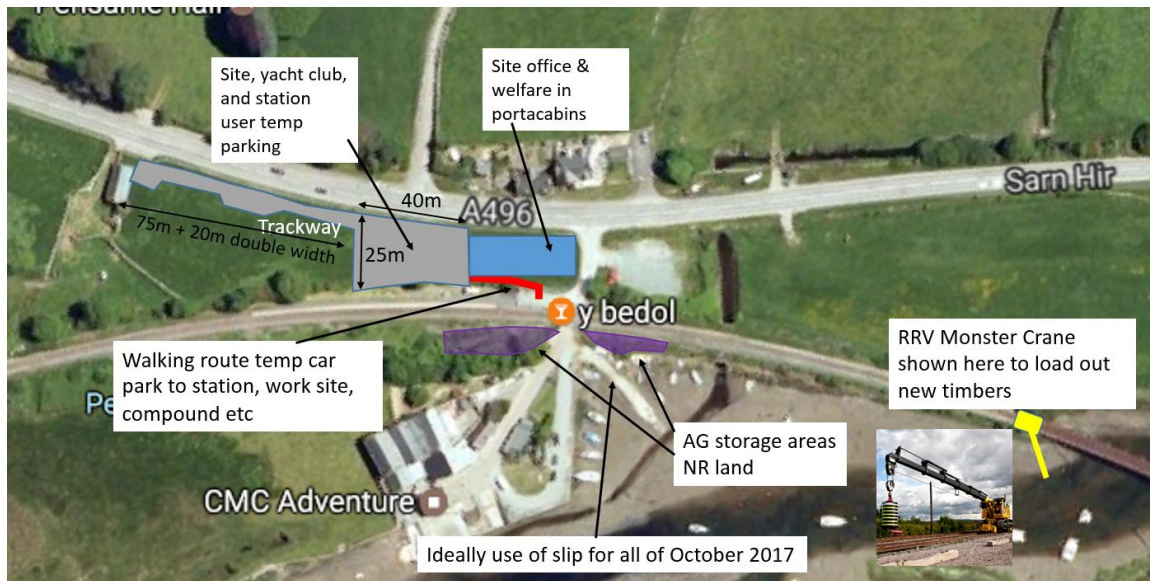 Pensarne Hall
Site, yacht club,
and station
user temp
parking
Site office &
welfare in
portacabins
Sarn Hir
40m
A496
Trackway
75m + 20m double width
25m
y bedol
Walking route temp car
park to station, work site,
compound etc
Pe
RRV Monster Crane
shown here to load out
new timbers
AG storage areas
NR land
CMC Adventure
Ideally use of slip for all of October 2017